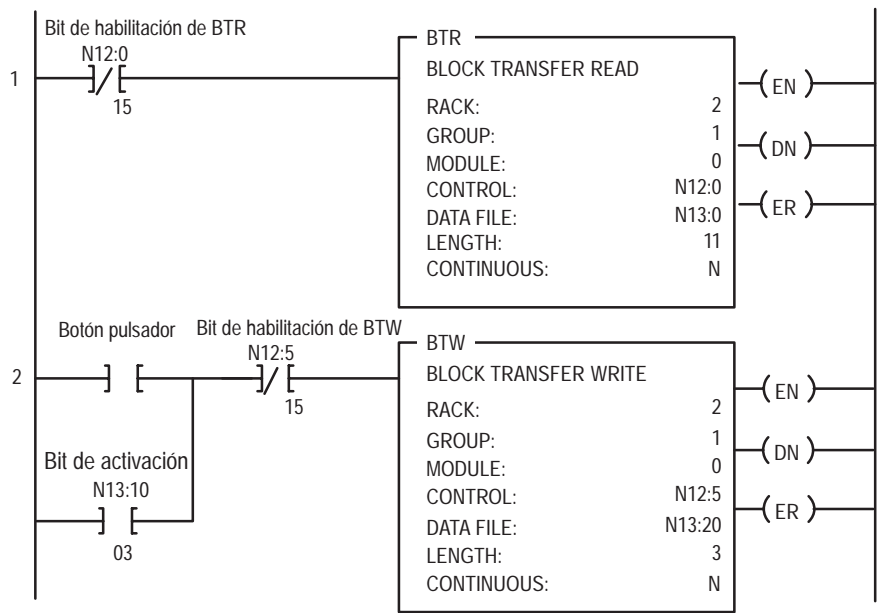 Bit de habilitación de BTR
N12:0
15
1
BTR
BLOCK TRANSFER READ
RACK: 2
GROUP: 1
MODULE: 0
CONTROL: N12:0
DATA FILE: N13:0
LENGTH: 11
CONTINUOUS: N
EN
DN
ER
Botón pulsador
Bit de habilitación de BTW
N12:5
15
2
Bit de activación
N13:10
03
BTW
BLOCK TRANSFER WRITE
RACK: 2
GROUP: 1
MODULE: 0
CONTROL: N12:5
DATA FILE: N13:20
LENGTH: 3
CONTINUOUS: N
EN
DN
ER